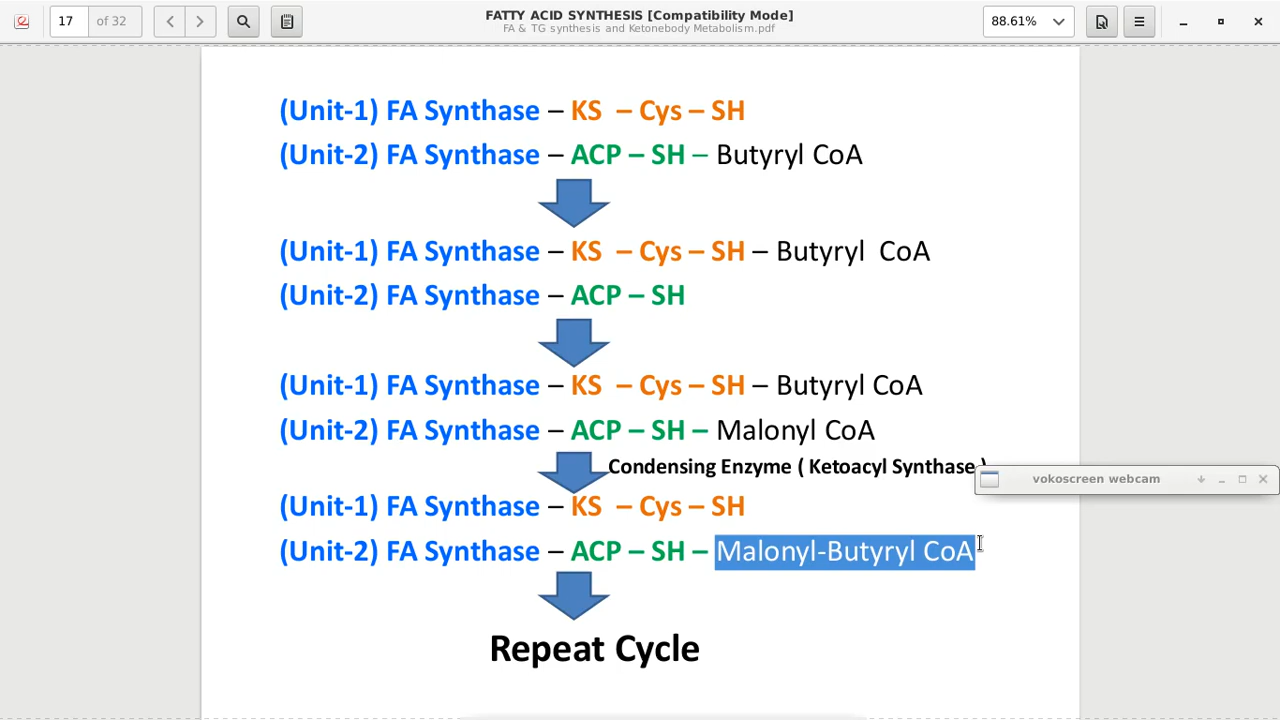 17 of 32
FATTY ACID SYNTHESIS [Compatibility Mode]
FA & TG synthesis and Ketonebody Metabolism.pdf
88.61%
(Unit-1) FA Synthase – KS – Cys – SH
(Unit-2) FA Synthase – ACP – SH – Butyryl CoA
(Unit-1) FA Synthase – KS – Cys – SH – Butyryl CoA
(Unit-2) FA Synthase – ACP – SH
(Unit-1) FA Synthase – KS – Cys – SH – Butyryl CoA
(Unit-2) FA Synthase – ACP – SH – Malonyl CoA
Condensing Enzyme ( Ketoacyl Synthase )
vokoscreen webcam
(Unit-1) FA Synthase – KS – Cys – SH
(Unit-2) FA Synthase – ACP – SH – Malonyl-Butyryl CoA
Repeat Cycle